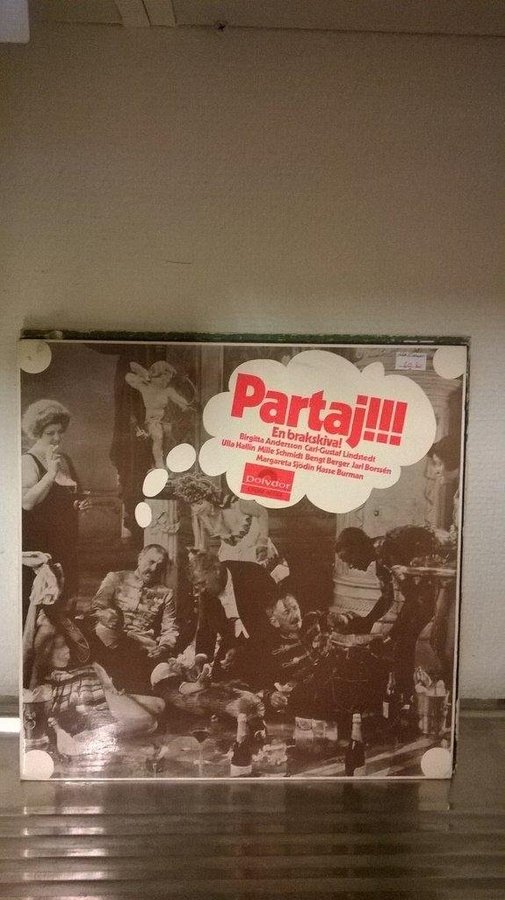 Partaj!!!
En brakskiva!
Birgitta Andersson Carl-Gustaf Lindstedt
Ulla Hallin Mille Schmidt Bengt Berger Jarl Borssén
Margareta Sjödin Hasse Burman
polydor